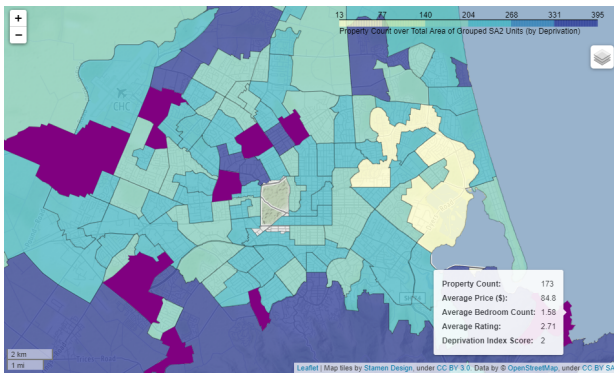 +
−
13 77 140 204 268 331 395
Property Count over Total Area of Grouped SA2 Units (by Deprivation)
CHC
Property Count: 173
Average Price ($): 84.8
Average Bedroom Count: 1.58
Average Rating: 2.71
Deprivation Index Score: 2
2 km
1 mi
Leaflet | Map tiles by Stamen Design, under CC BY 3.0. Data by © OpenStreetMap, under CC BY SA